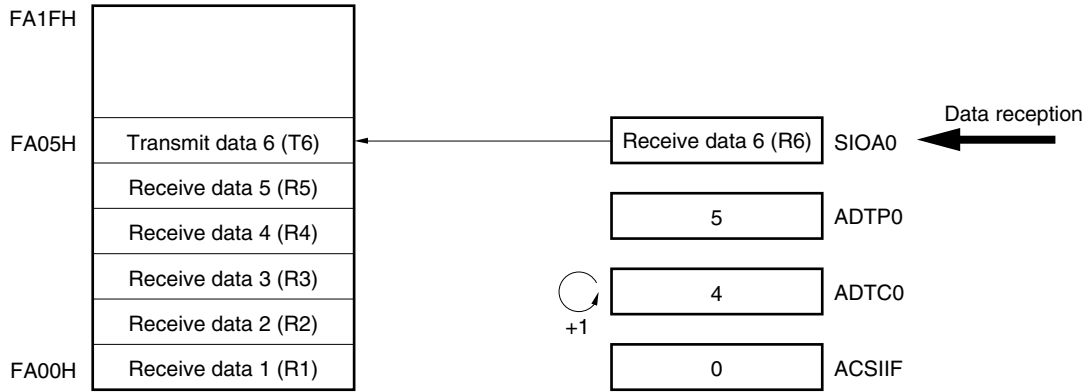 FA1FH
Data reception
FA05H
Transmit data 6 (T6)
Receive data 6 (R6)
SIOA0
Receive data 5 (R5)
5
ADTP0
Receive data 4 (R4)
Receive data 3 (R3)
4
ADTC0
+1
Receive data 2 (R2)
FA00H
Receive data 1 (R1)
0
ACSIIF